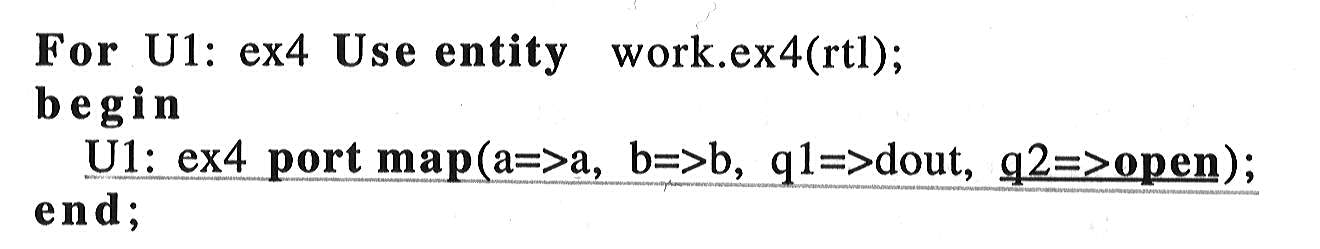 For U1: ex4 Use entity work.ex4(rtl);
begin
U1: ex4 port map(a=>a, b=>b, q1=>dout, q2=>open);
end;